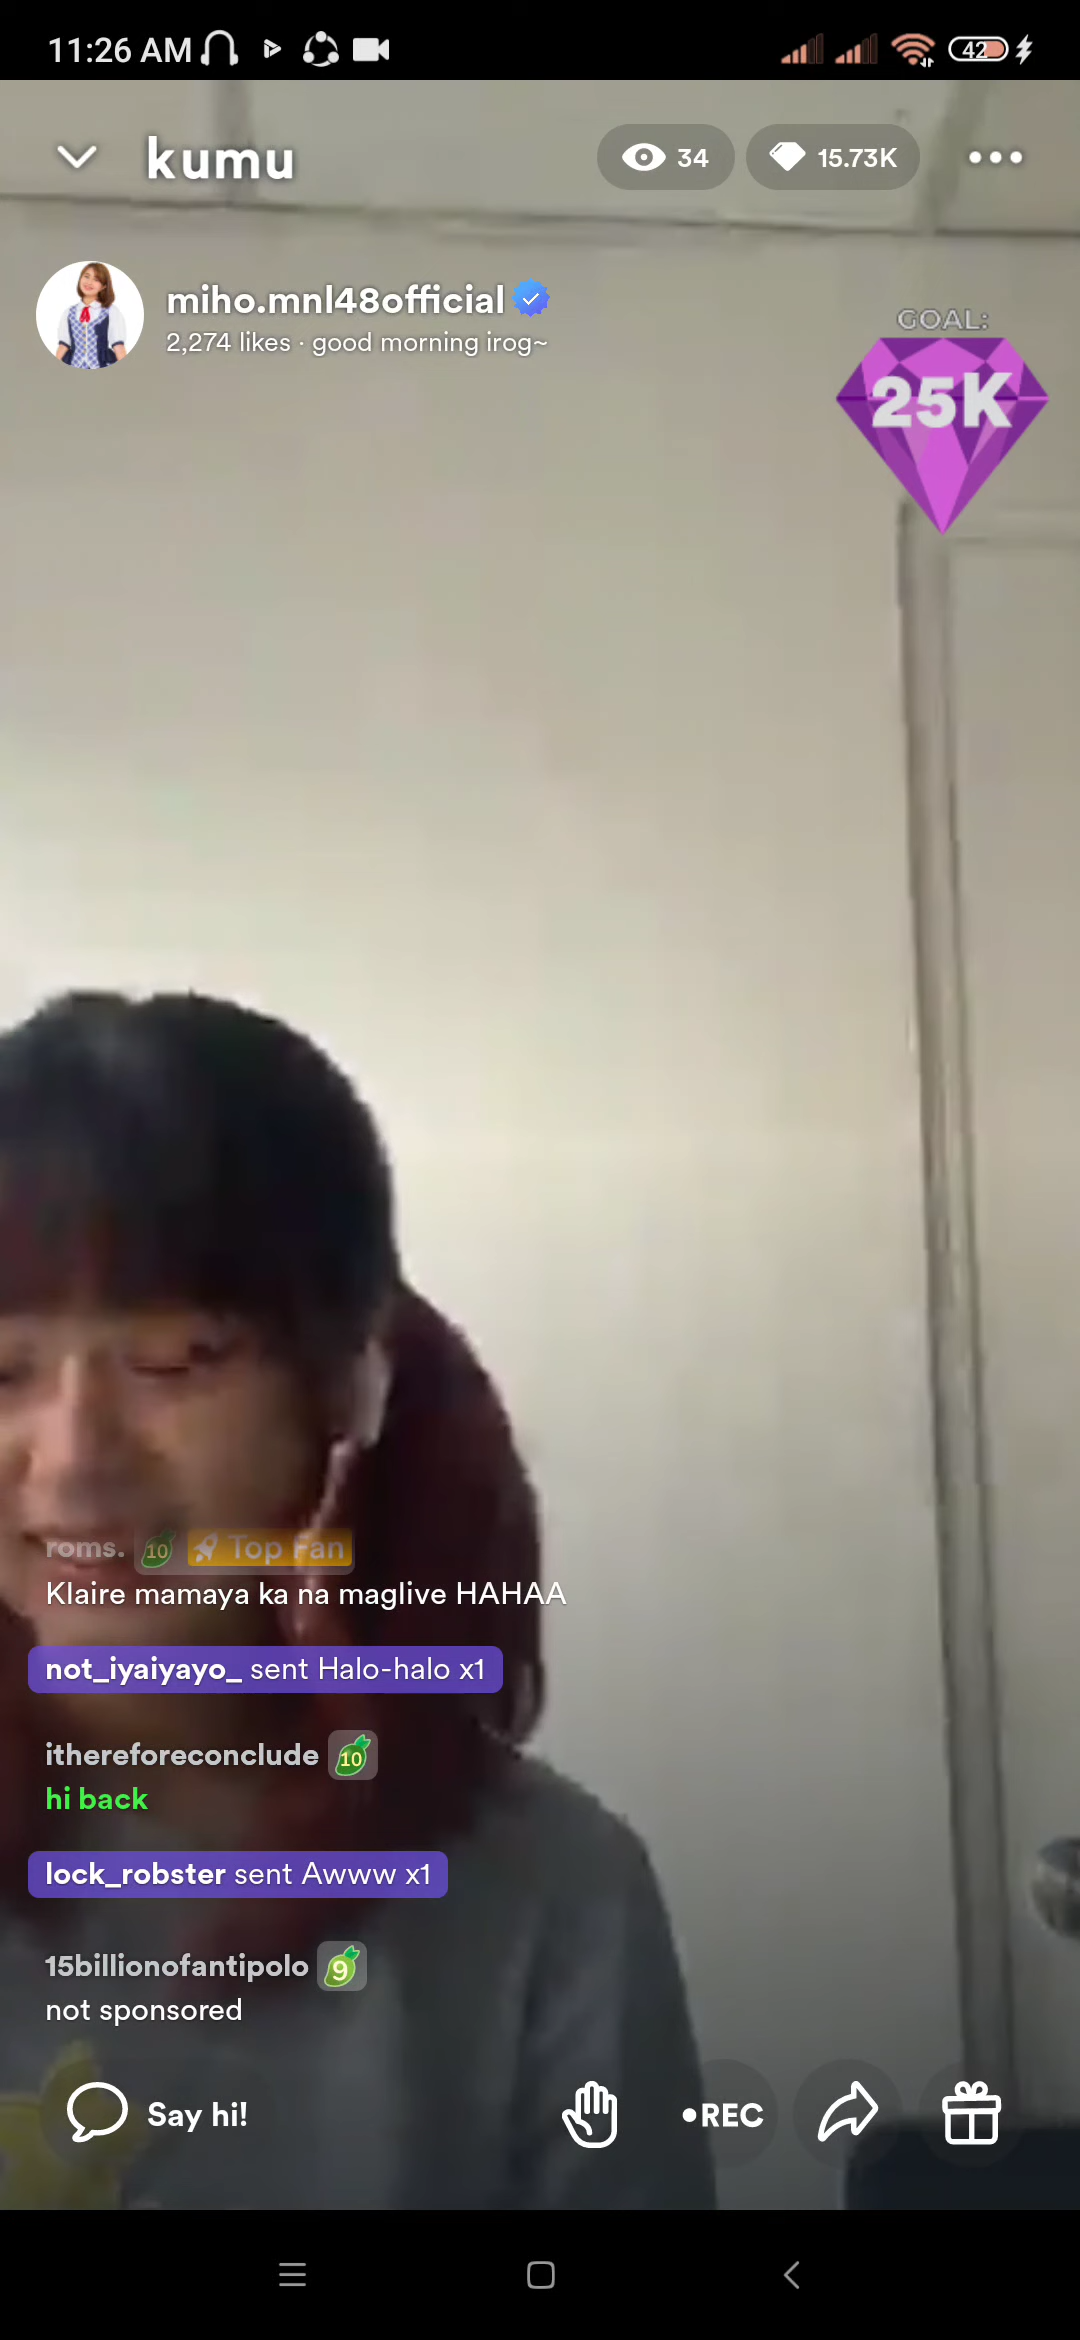 11:26 AM
42
kumu
34
15.73K
miho.mnl48official
2,274 likes · good morning irog~
GOAL:
25K
roms. 10 Top Fan
Klaire mamaya ka na maglive HAHAA
not_iyaiyayo_ sent Halo-halo x1
ithereforeconclude 10
hi back
lock_robster sent Awww x1
15billionofantipolo 9
not sponsored
Say hi!
•REC